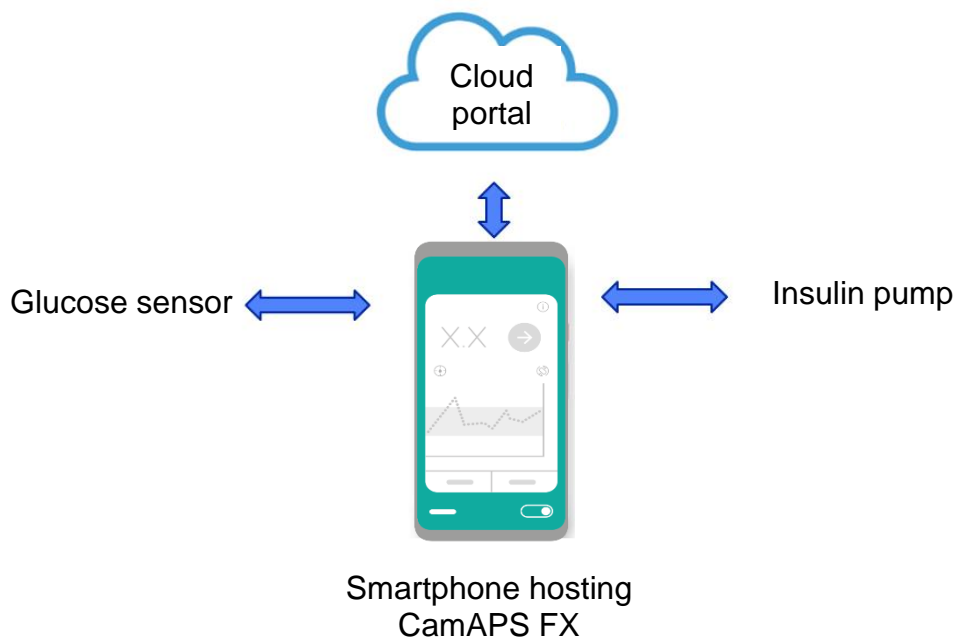 Cloud
portal
Glucose sensor
Insulin pump
X.X
Smartphone hosting
CamAPS FX